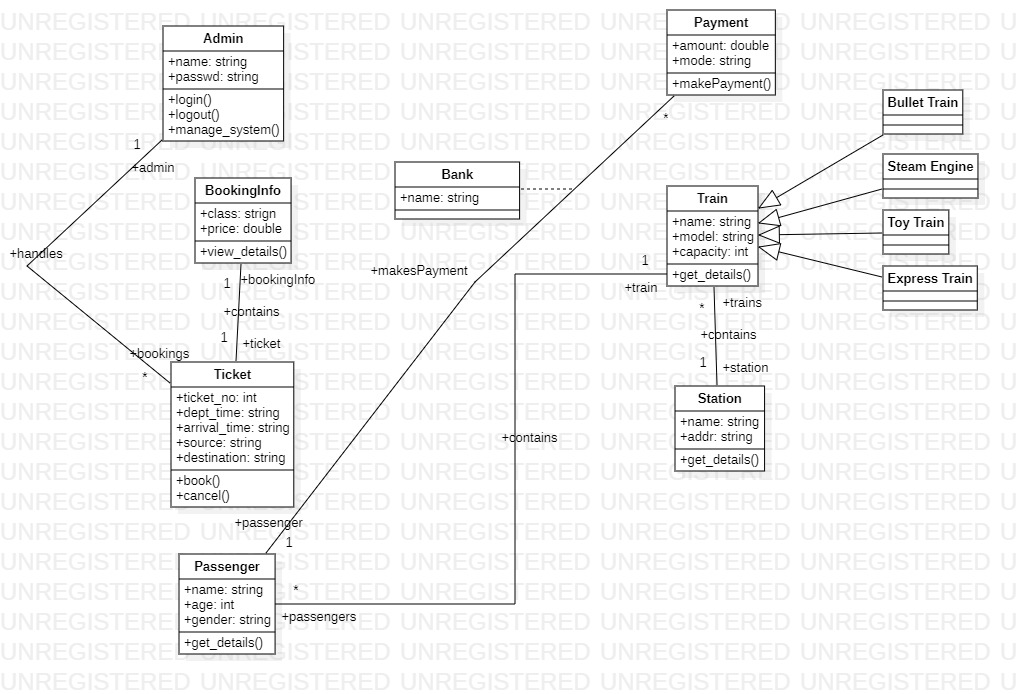 Admin
+name: string
+passwd: string
+login()
+logout()
+manage_system()
1
+admin
+handles
+bookings
*
BookingInfo
+class: strign
+price: double
+view_details()
1
+bookingInfo
+contains
1
+ticket
Ticket
+ticket_no: int
+dept_time: string
+arrival_time: string
+source: string
+destination: string
+book()
+cancel()
Payment
+amount: double
+mode: string
+makePayment()
*
Bank
+name: string
+makesPayment
+passenger
1
Passenger
+name: string
+age: int
+gender: string
+get_details()
*
+passengers
+contains
1
+train
Train
+name: string
+model: string
+capacity: int
+get_details()
*
+trains
+contains
1
+station
Station
+name: string
+addr: string
+get_details()
Bullet Train
Steam Engine
Toy Train
Express Train
UNREGISTERED